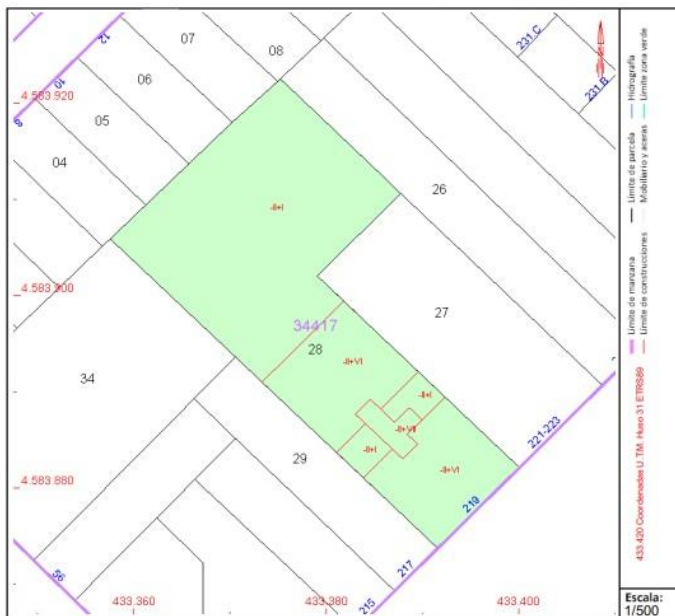 12
07
08
231.C
10
06
231.B
4.583.920
8
05
04
26
-II+I
4.583.900
27
34417
28
-II+VI
34
-II+I
221-223
-II+VII
29
-II+I
-II+VI
4.583.880
219
56
217
215
433.360
433.380
433.400
433.420 Coordenadas U.T.M. Huso 31 ETRS89
Límite de manzana
Límite de parcela
Hidrografía
Límite de construcciones
Mobiliario y aceras
Límite zona verde
Escala:
1/500